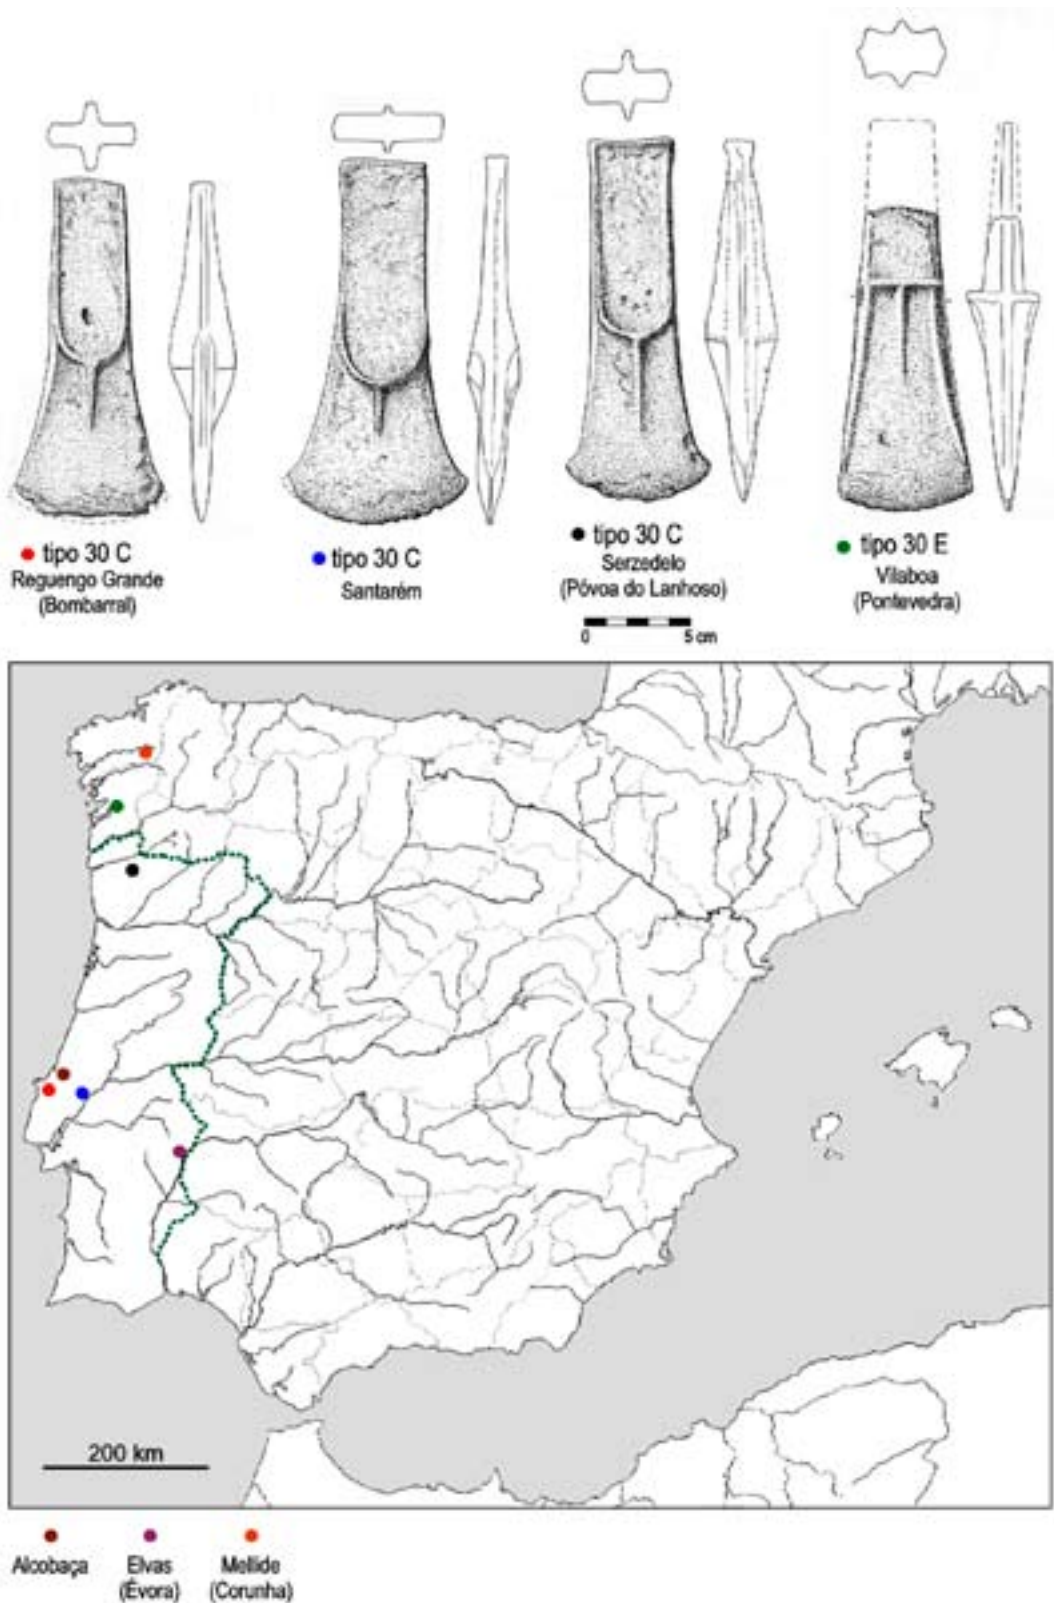 tipo 30 C
Reguengo Grande
(Bombarral)
tipo 30 C
Santarém
tipo 30 C
Serzedelo
(Póvoa do Lanhoso)
0 5 cm
tipo 30 E
Vilaboa
(Pontevedra)
200 km
Alcobaça
Elvas
(Évora)
Mellide
(Corunha)